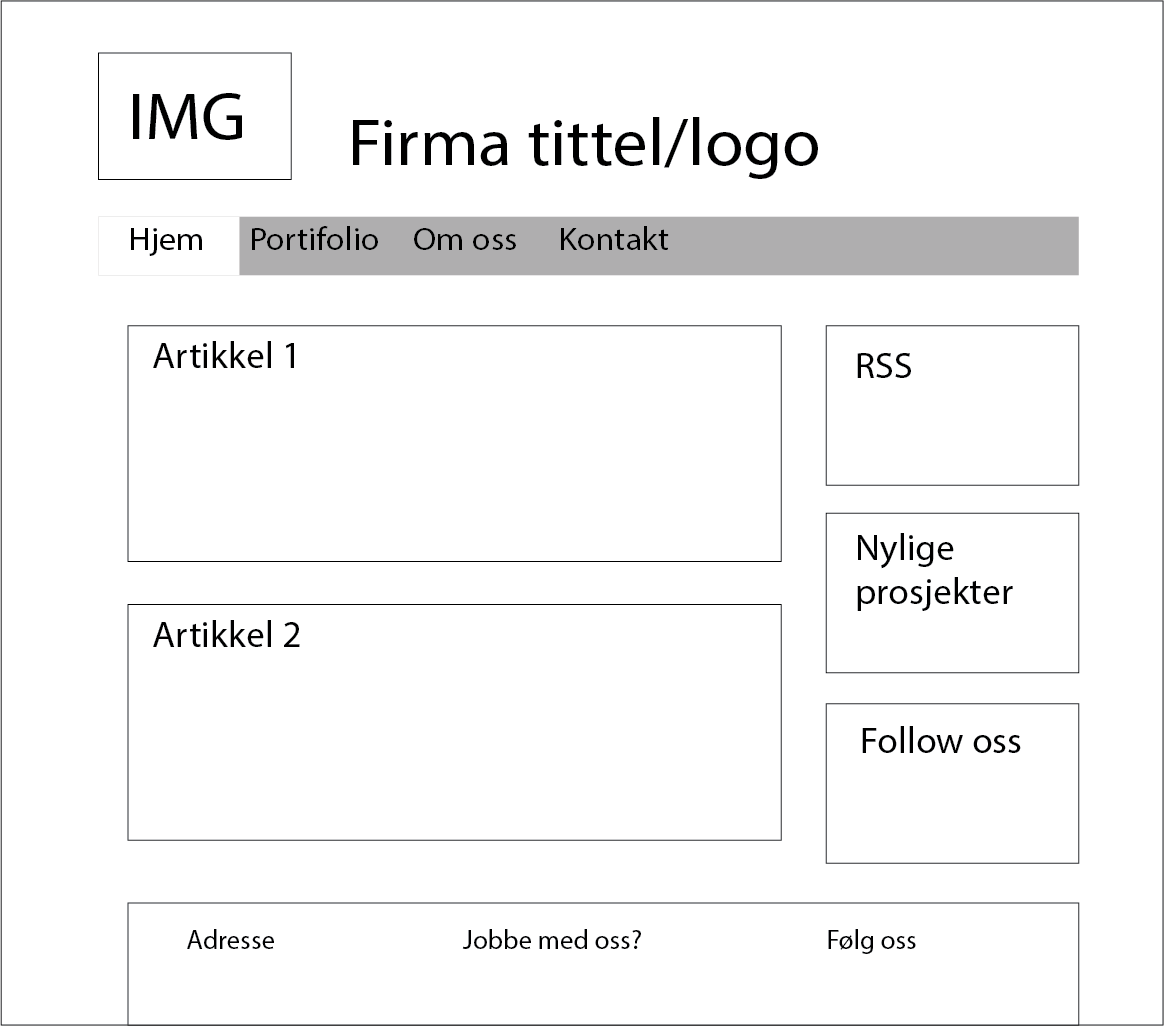 IMG
Firma tittel/logo
Hjem Portifolio Om oss Kontakt
Artikkel 1
Artikkel 2
RSS
Nylige
prosjekter
Follow oss
Adresse Jobbe med oss? Følg oss